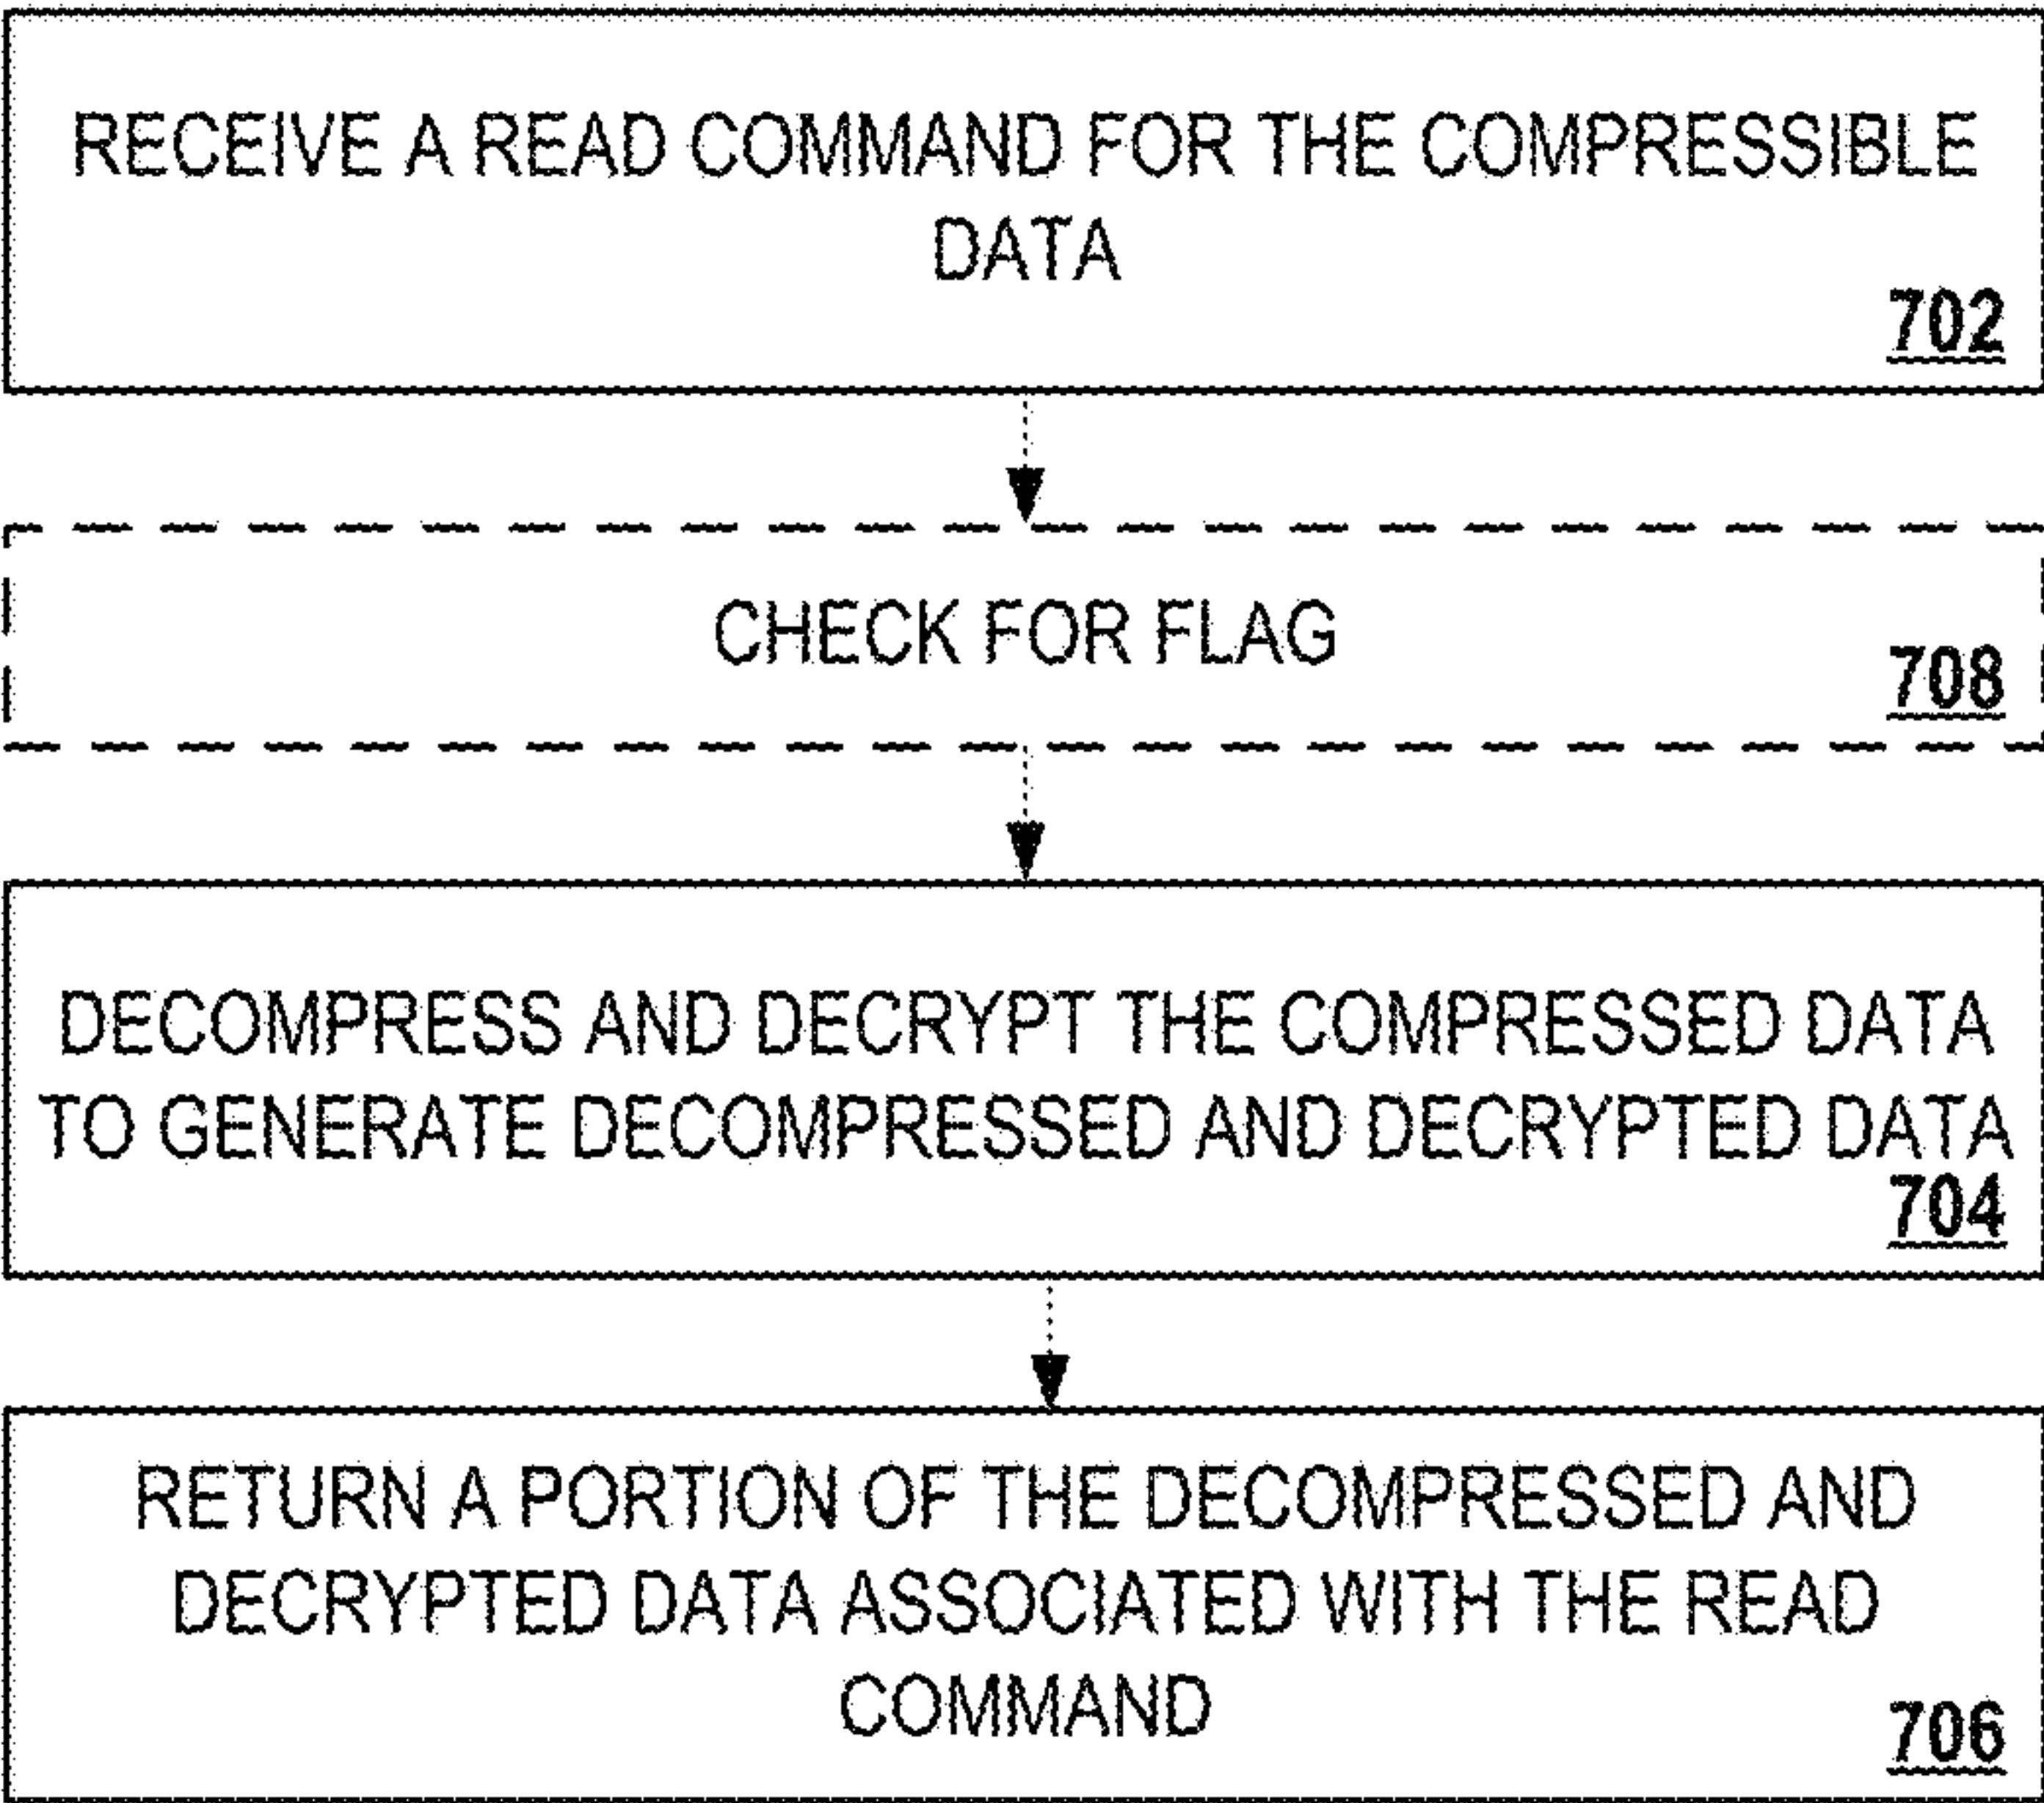 RECEIVE A READ COMMAND FOR THE COMPRESSIBLE
DATA
702
CHECK FOR FLAG
708
DECOMPRESS AND DECRYPT THE COMPRESSED DATA
TO GENERATE DECOMPRESSED AND DECRYPTED DATA
704
RETURN A PORTION OF THE DECOMPRESSED AND
DECRYPTED DATA ASSOCIATED WITH THE READ
COMMAND
706